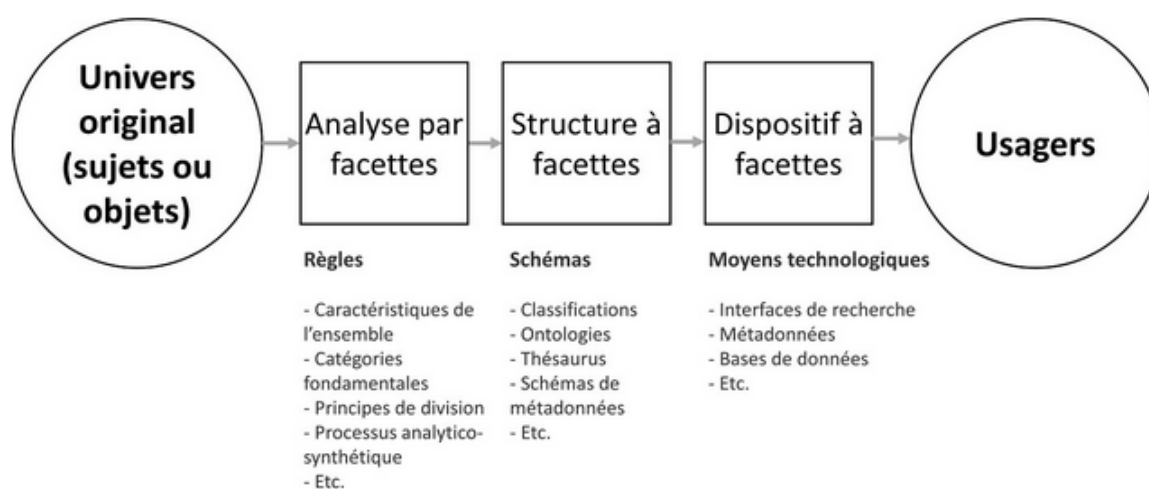 Univers
original
(sujets ou
objets)
Analyse par
facettes
Structure à
facettes
Dispositif à
facettes
Usagers
Règles
- Caractéristiques de
l'ensemble
- Catégories
fondamentales
- Principes de division
- Processus analytico-
synthétique
- Etc.
Schémas
- Classifications
- Ontologies
- Thésaurus
- Schémas de
métadonnées
- Etc.
Moyens technologiques
- Interfaces de recherche
- Métadonnées
- Bases de données
- Etc.